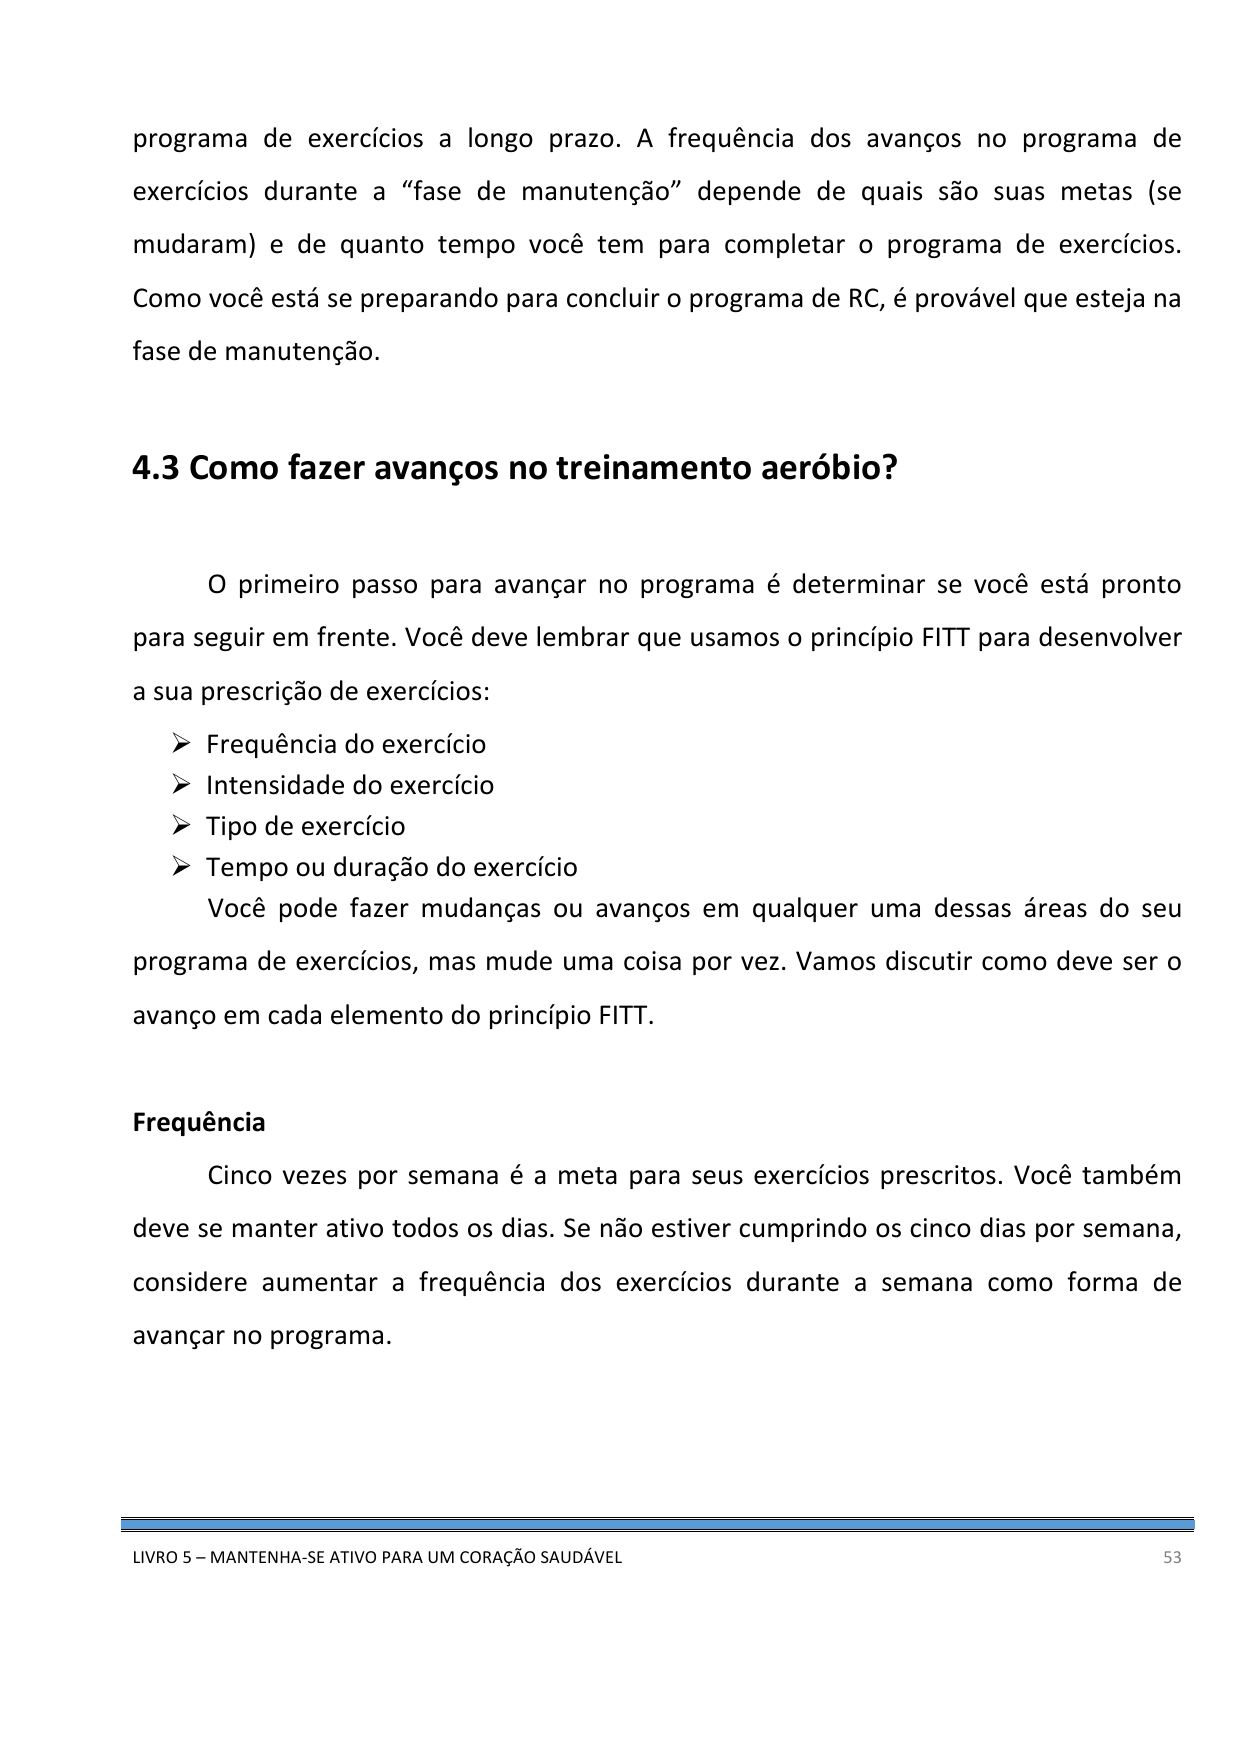 programa de exercícios a longo prazo. A frequência dos avanços no programa de
exercícios durante a “fase de manutenção” depende de quais são suas metas (se
mudaram) e de quanto tempo você tem para completar o programa de exercícios.
Como você está se preparando para concluir o programa de RC, é provável que esteja na
fase de manutenção.
4.3 Como fazer avanços no treinamento aeróbio?
O primeiro passo para avançar no programa é determinar se você está pronto
para seguir em frente. Você deve lembrar que usamos o princípio FITT para desenvolver
a sua prescrição de exercícios:
➢ Frequência do exercício
➢ Intensidade do exercício
➢ Tipo de exercício
➢ Tempo ou duração do exercício
Você pode fazer mudanças ou avanços em qualquer uma dessas áreas do seu
programa de exercícios, mas mude uma coisa por vez. Vamos discutir como deve ser o
avanço em cada elemento do princípio FITT.
Frequência
Cinco vezes por semana é a meta para seus exercícios prescritos. Você também
deve se manter ativo todos os dias. Se não estiver cumprindo os cinco dias por semana,
considere aumentar a frequência dos exercícios durante a semana como forma de
avançar no programa.
LIVRO 5 – MANTENHA-SE ATIVO PARA UM CORAÇÃO SAUDÁVEL 53